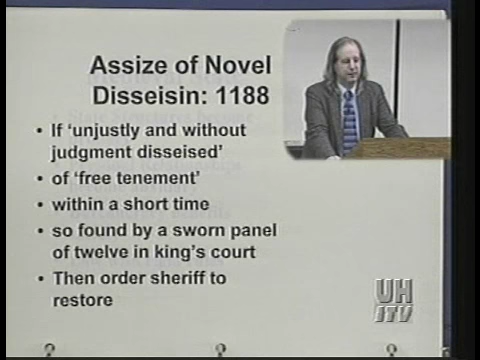 Assize of Novel
Disseisin: 1188
• If ‘unjustly and without
judgment disseised’
• of ‘free tenement’
• within a short time
• so found by a sworn panel
of twelve in king’s court
• Then order sheriff to
restore
UH
ITV